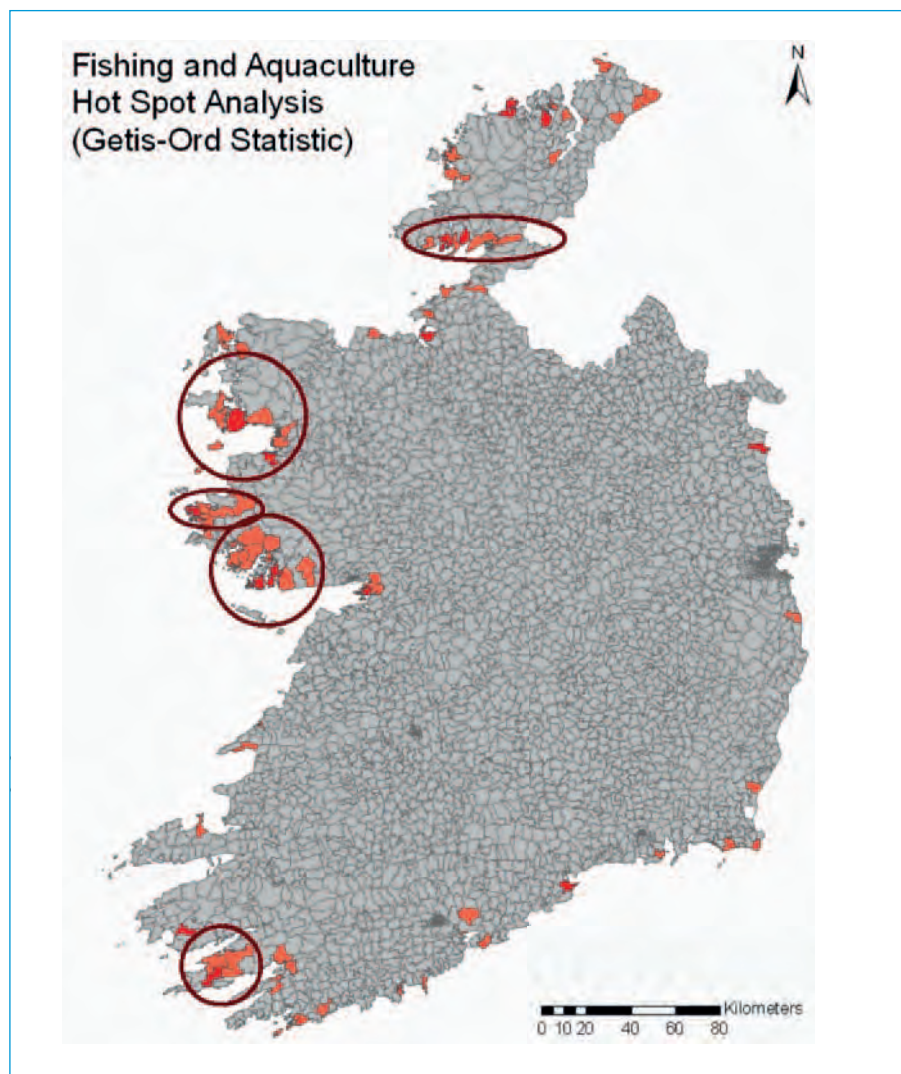 Fishing and Aquaculture
Hot Spot Analysis
(Getis-Ord Statistic)
N
Kilometers
0 10 20 40 60 80